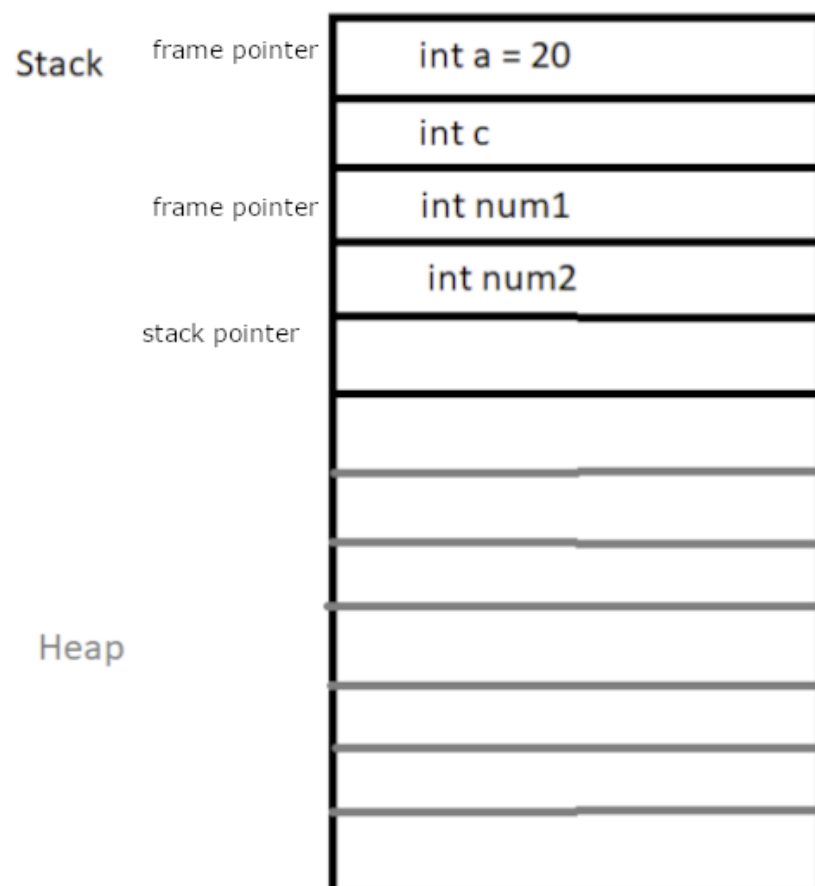 Stack
frame pointer
int a = 20
int c
frame pointer
int num1
int num2
stack pointer
Heap